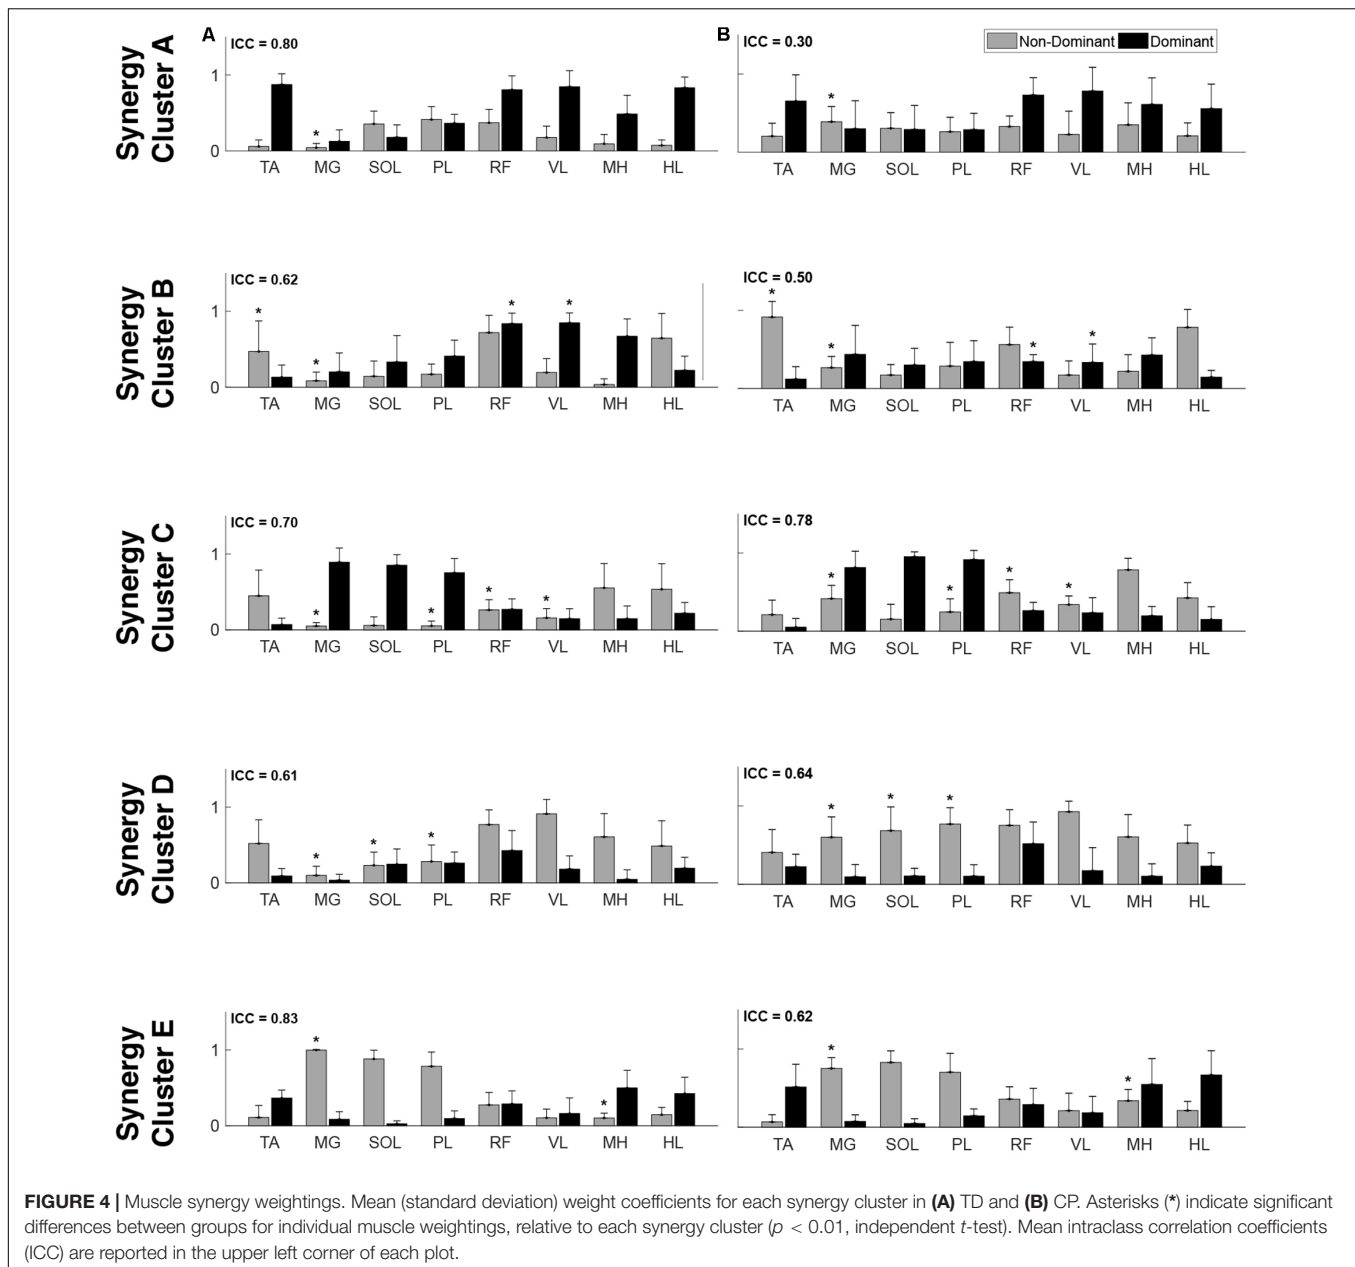 A
B
Non-Dominant
Dominant
Synergy
Cluster A
ICC = 0.80
1
*
0
TA MG SOL PL RF VL MH HL
ICC = 0.30
*
TA MG SOL PL RF VL MH HL
Synergy
Cluster B
ICC = 0.62
1
* * * *
0
TA MG SOL PL RF VL MH HL
ICC = 0.50
* * * *
TA MG SOL PL RF VL MH HL
Synergy
Cluster C
ICC = 0.70
1
* * * *
0
TA MG SOL PL RF VL MH HL
ICC = 0.78
* * * *
TA MG SOL PL RF VL MH HL
Synergy
Cluster D
ICC = 0.61
1
* * *
0
TA MG SOL PL RF VL MH HL
ICC = 0.64
* * *
TA MG SOL PL RF VL MH HL
Synergy
Cluster E
ICC = 0.83
1
* *
0
TA MG SOL PL RF VL MH HL
ICC = 0.62
* *
TA MG SOL PL RF VL MH HL
FIGURE 4 | Muscle synergy weightings. Mean (standard deviation) weight coefficients for each synergy cluster in (A) TD and (B) CP. Asterisks (*) indicate significant
differences between groups for individual muscle weightings, relative to each synergy cluster (p < 0.01, independent t-test). Mean intraclass correlation coefficients
(ICC) are reported in the upper left corner of each plot.